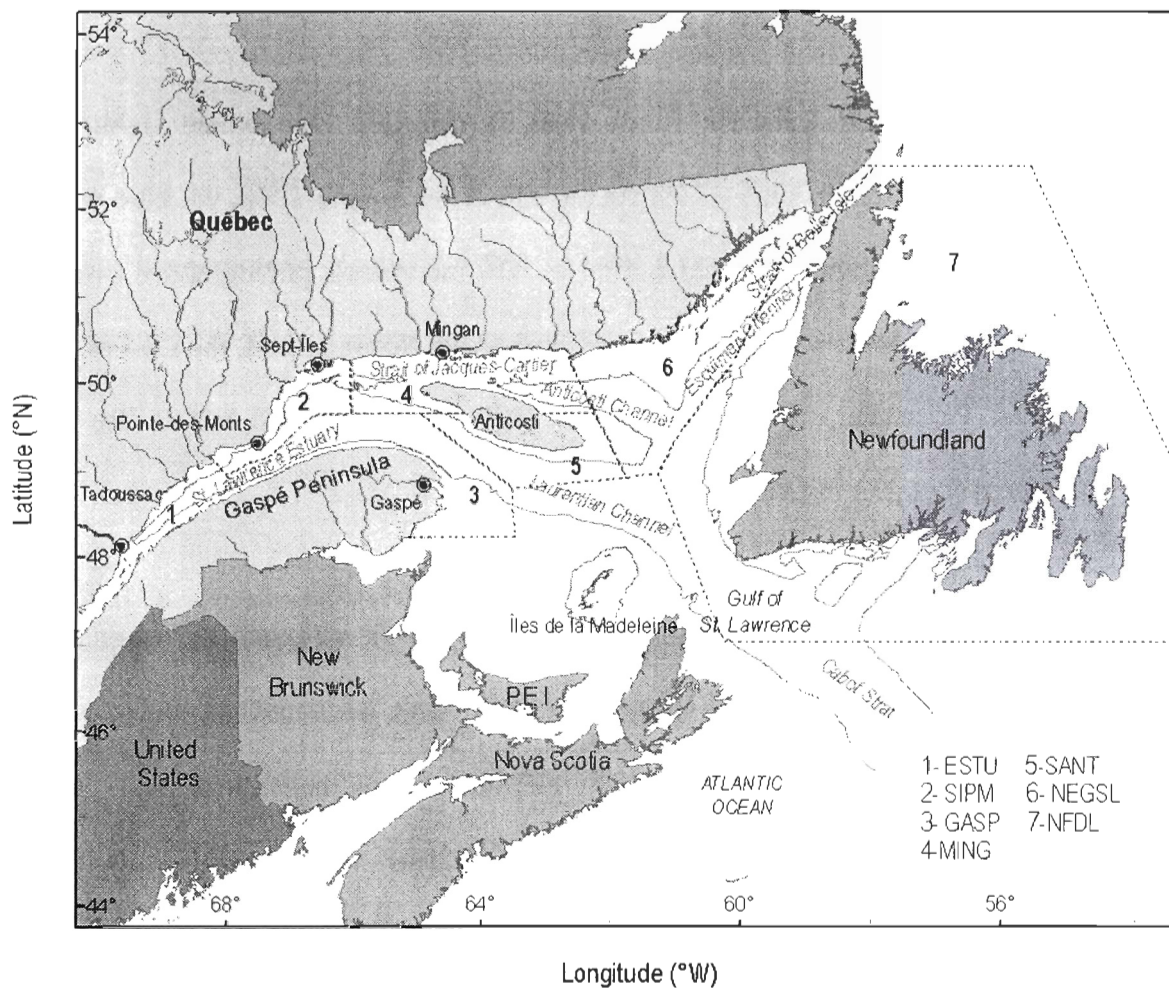 54°
52°
50°
48°
46°
44°
68°
64°
60°
56°
Latitude (°N)
Longitude (°W)
Québec
Sept-Îles
Mingan
Strait of Jacques-Cartier
Strait of Belle-Isle
Esquiman Channel
Anticosti Channel
Pointe-des-Monts
Anticosti
Newfoundland
St. Lawrence Estuary
Gaspé Péninsula
Gaspé
Tadoussac
Laurentian Channel
1
2
3
4
5
6
7
Gulf of
St. Lawrence
Îles de la Madeleine
New
Brunswick
P.E.I.
Cabot Strat
United
States
Nova Scotia
ATLANTIC
OCEAN
1- ESTU 5-SANT
2- SIPM 6- NEGSL
3- GASP 7-NFDL
4-MING